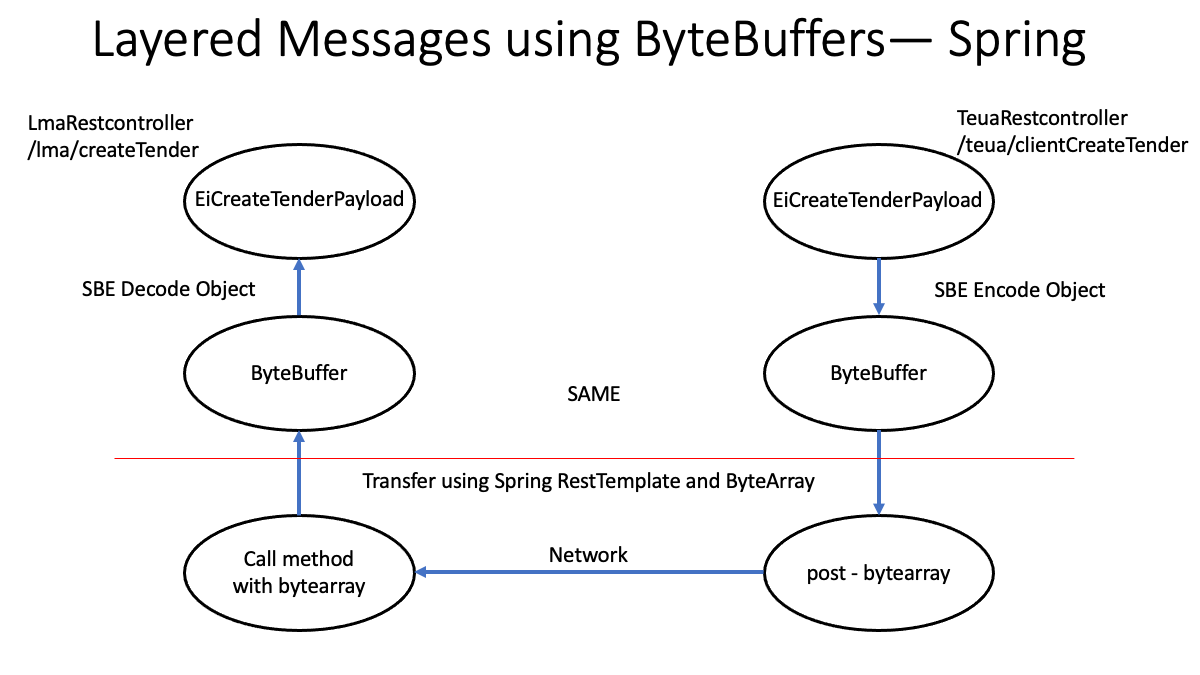 Layered Messages using ByteBuffers— Spring
LmaRestcontroller
/lma/createTender
TeuaRestcontroller
/teua/clientCreateTender
EiCreateTenderPayload
EiCreateTenderPayload
SBE Decode Object
SBE Encode Object
ByteBuffer
ByteBuffer
SAME
Transfer using Spring RestTemplate and ByteArray
Call method
with bytearray
Network
post - bytearray